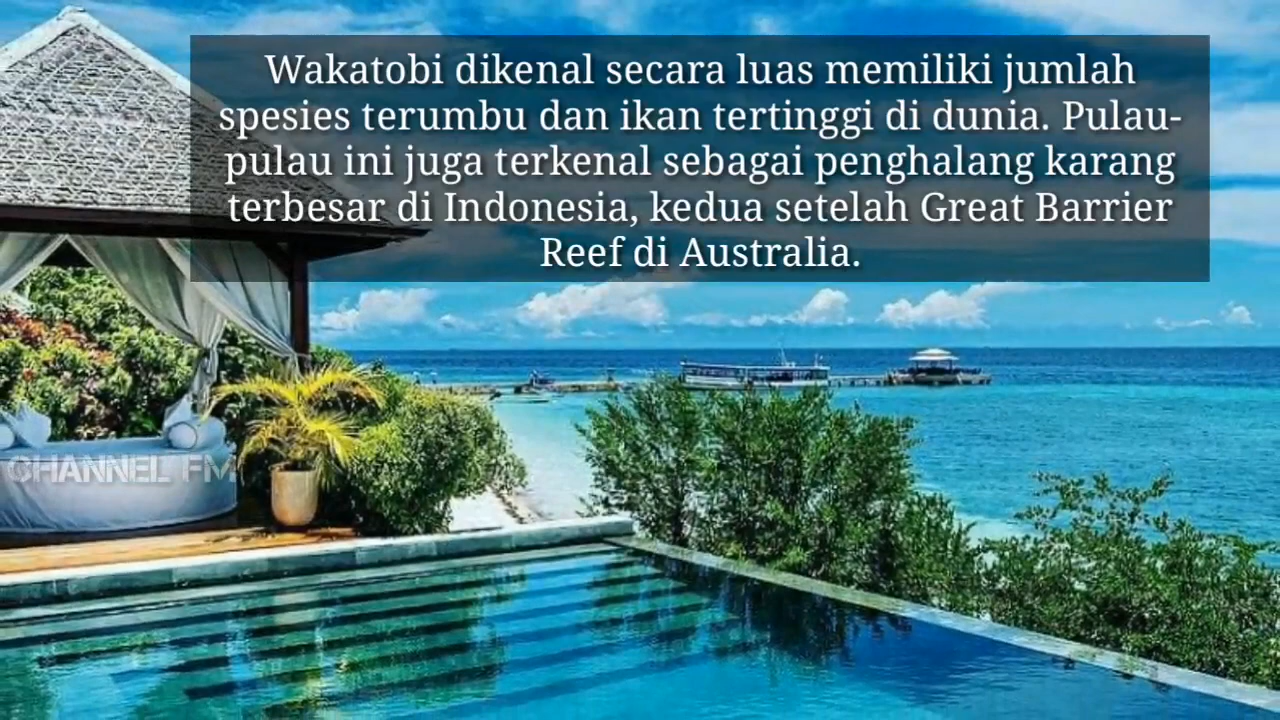 Wakatobi dikenal secara luas memiliki jumlah
spesies terumbu dan ikan tertinggi di dunia. Pulau-
pulau ini juga terkenal sebagai penghalang karang
terbesar di Indonesia, kedua setelah Great Barrier
Reef di Australia.
CHANNEL FM